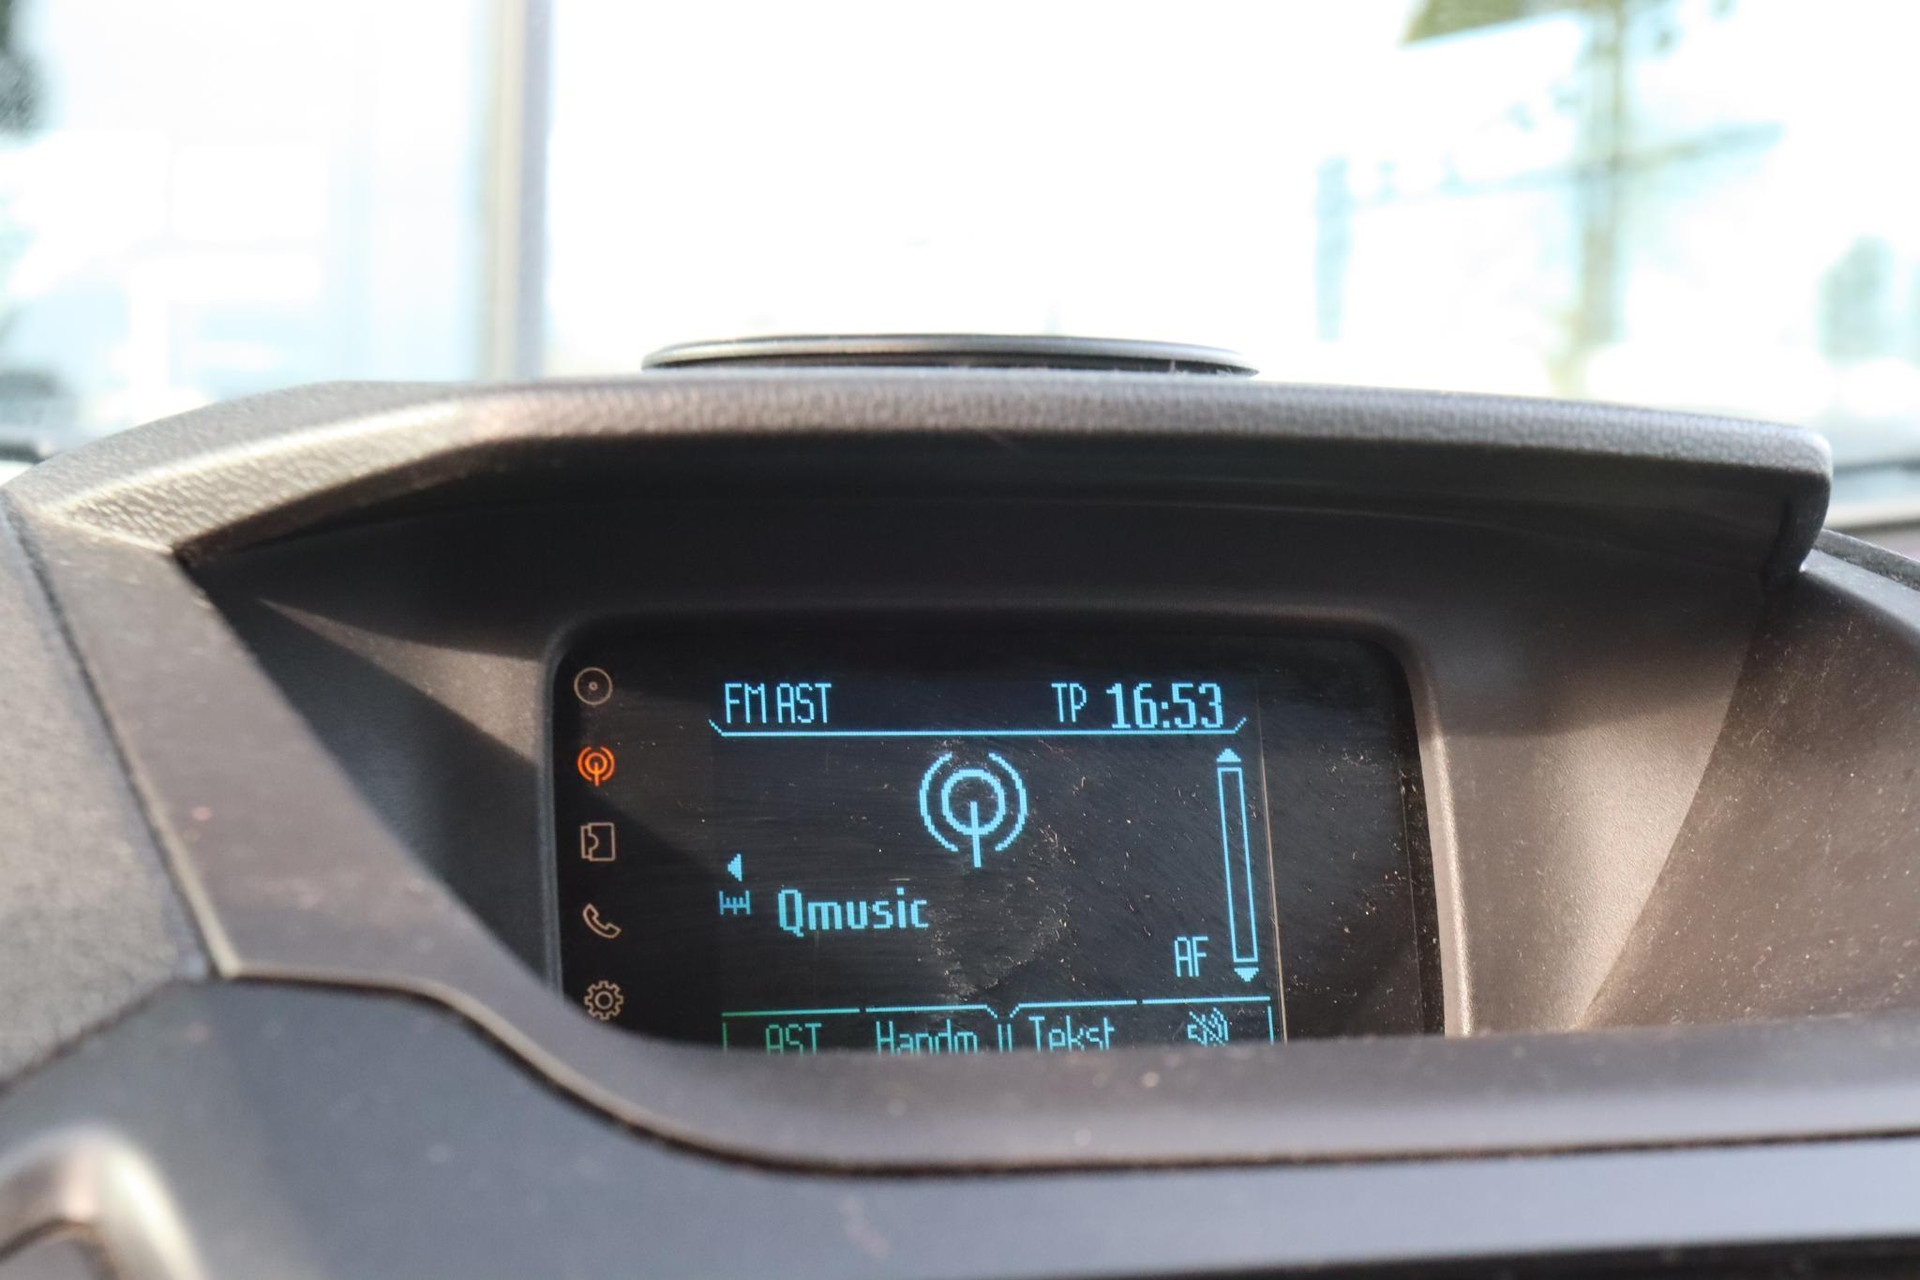 FM AST TP 16:53
Qmusic
AF
AST Handm Tekst